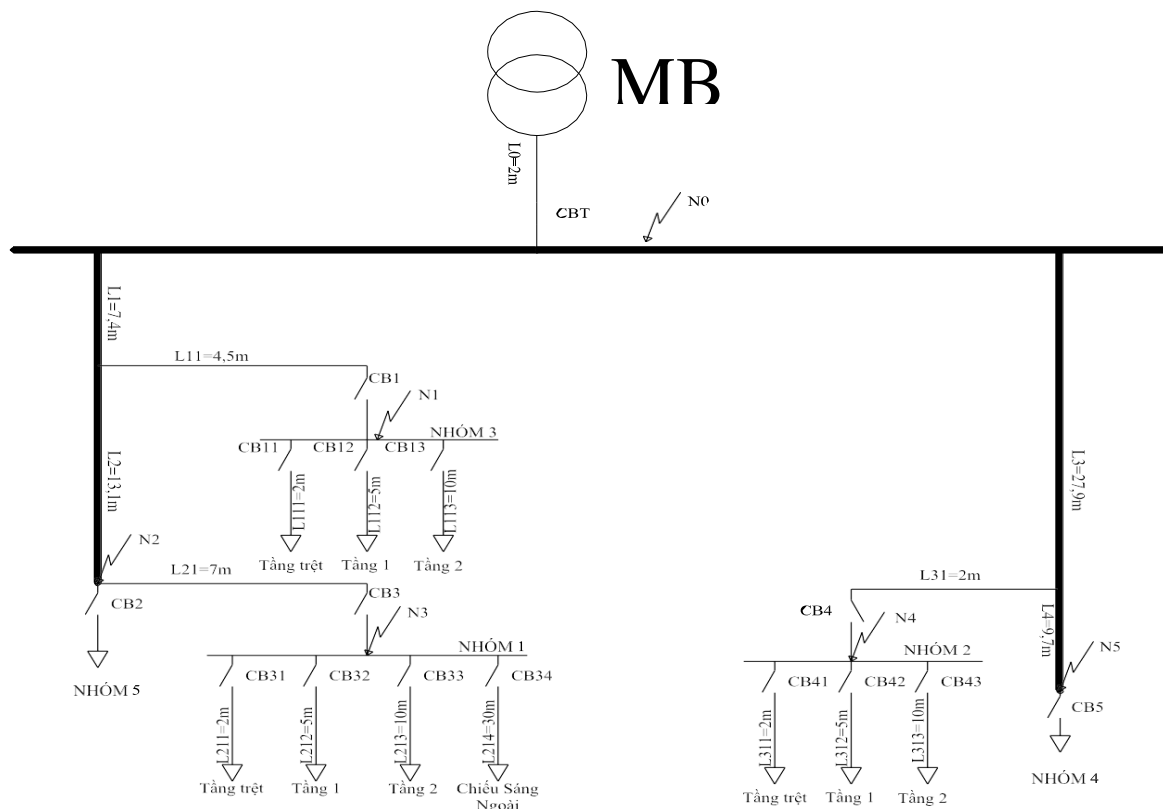 MB
L0=2m
CBT
N0
L1=7,4m
L11=4,5m
CB1
N1
NHÓM 3
CB11
CB12
CB13
L111=2m
L112=5m
L113=10m
Tầng trệt
Tầng 1
Tầng 2
L2=13,1m
N2
L21=7m
CB2
CB3
N3
NHÓM 5
NHÓM 1
CB31
CB32
CB33
CB34
L211=2m
L212=5m
L213=10m
L214=30m
Tầng trệt
Tầng 1
Tầng 2
Chiếu Sáng
Ngoài
L3=27,9m
L31=2m
CB4
N4
L4=9,7m
N5
NHÓM 2
CB41
CB42
CB43
CB5
L311=2m
L312=5m
L313=10m
Tầng trệt
Tầng 1
Tầng 2
NHÓM 4